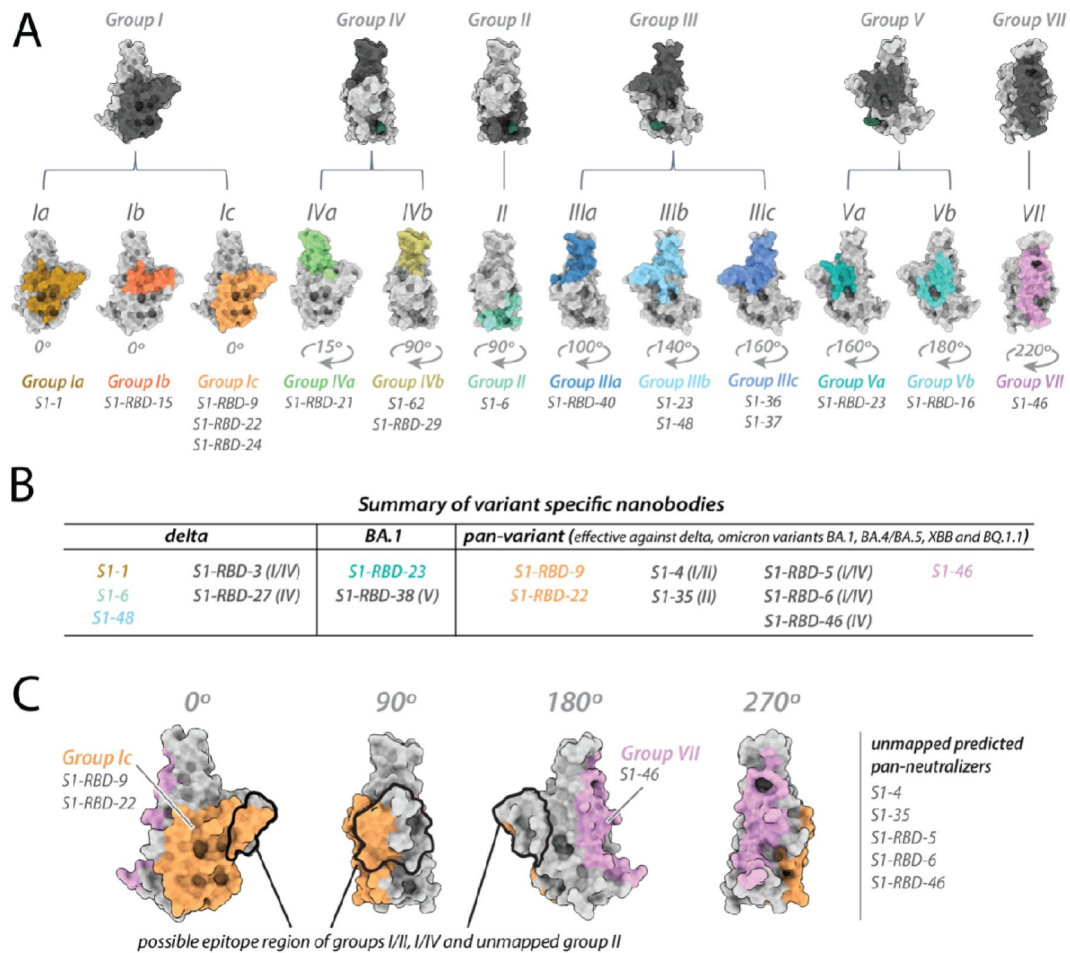 A
Group I Group IV Group II Group III Group V Group VII
Ia Ib Ic IVa IVb II IIIa IIIb IIIc Va Vb VII
0° 0° 0° 15° 90° 90° 100° 140° 160° 160° 180° 220°
Group Ia Group Ib Group Ic Group IVa Group IVb Group II Group IIIa Group IIIb Group IIIc Group Va Group Vb Group VII
S1-1 S1-RBD-15 S1-RBD-9 S1-RBD-21 S1-62 S1-6 S1-RBD-40 S1-23 S1-36 S1-RBD-23 S1-RBD-16 S1-46
S1-RBD-22 S1-RBD-29 S1-48 S1-37
S1-RBD-24
B
Summary of variant specific nanobodies
delta BA.1 pan-variant (effective against delta, omicron variants BA.1, BA.4/BA.5, XBB and BQ.1.1)
S1-1 S1-RBD-3 (I/IV) S1-RBD-23 S1-RBD-9 S1-4 (I/II) S1-RBD-5 (I/IV) S1-46
S1-6 S1-RBD-27 (IV) S1-RBD-38 (V) S1-RBD-22 S1-35 (II) S1-RBD-6 (I/IV)
S1-48 S1-RBD-46 (IV)
C
0° 90° 180° 270°
Group Ic
S1-RBD-9
S1-RBD-22
Group VII
S1-46
unmapped predicted
pan-neutralizers
S1-4
S1-35
S1-RBD-5
S1-RBD-6
S1-RBD-46
possible epitope region of groups I/II, I/IV and unmapped group II